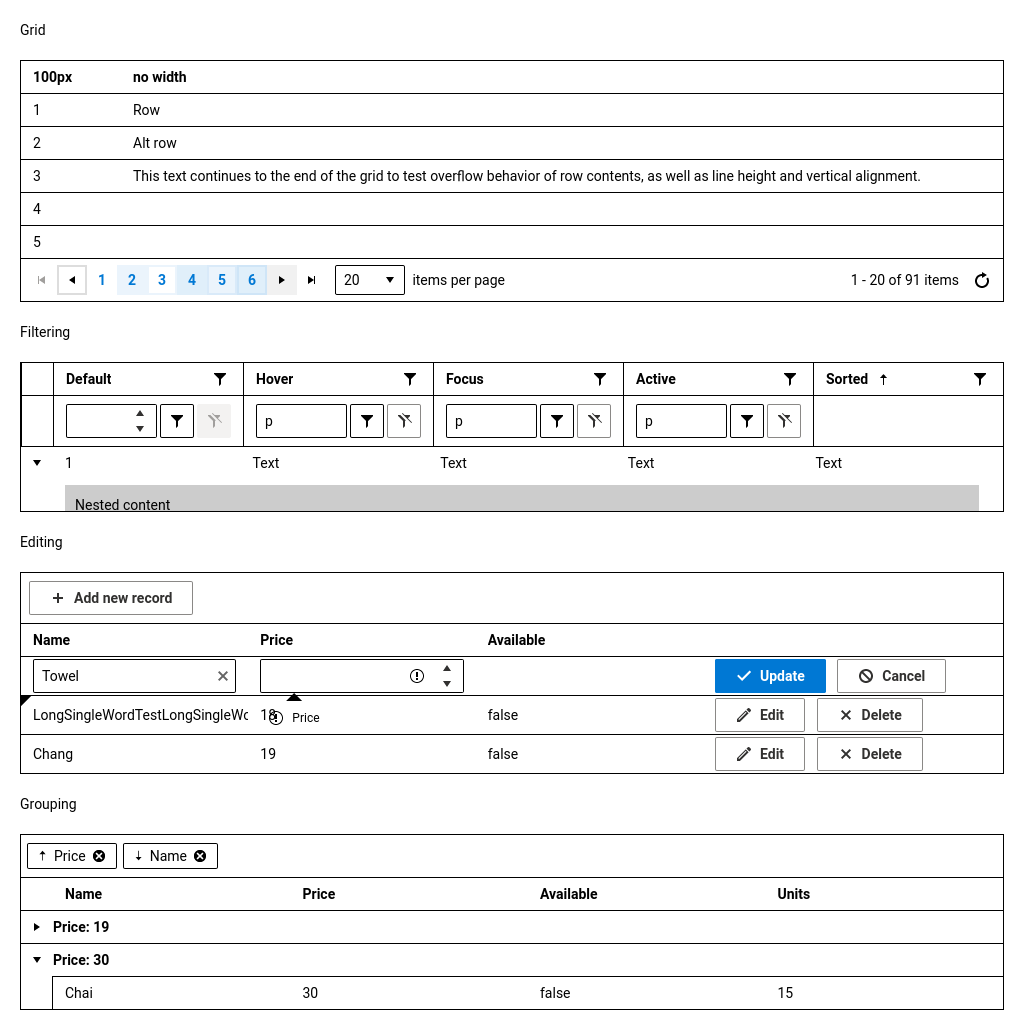 Grid
100px no width
1 Row
2 Alt row
3 This text continues to the end of the grid to test overflow behavior of row contents, as well as line height and vertical alignment.
4
5
1 2 3 4 5 6 20 items per page 1 - 20 of 91 items
Filtering
Default Hover Focus Active Sorted
p p p
1 Text Text Text Text
Nested content
Editing
Add new record
Name Price Available
Towel Update Cancel
LongSingleWordTestLongSingleWo 18 Price false Edit Delete
Chang 19 false Edit Delete
Grouping
Price Name
Name Price Available Units
Price: 19
Price: 30
Chai 30 false 15